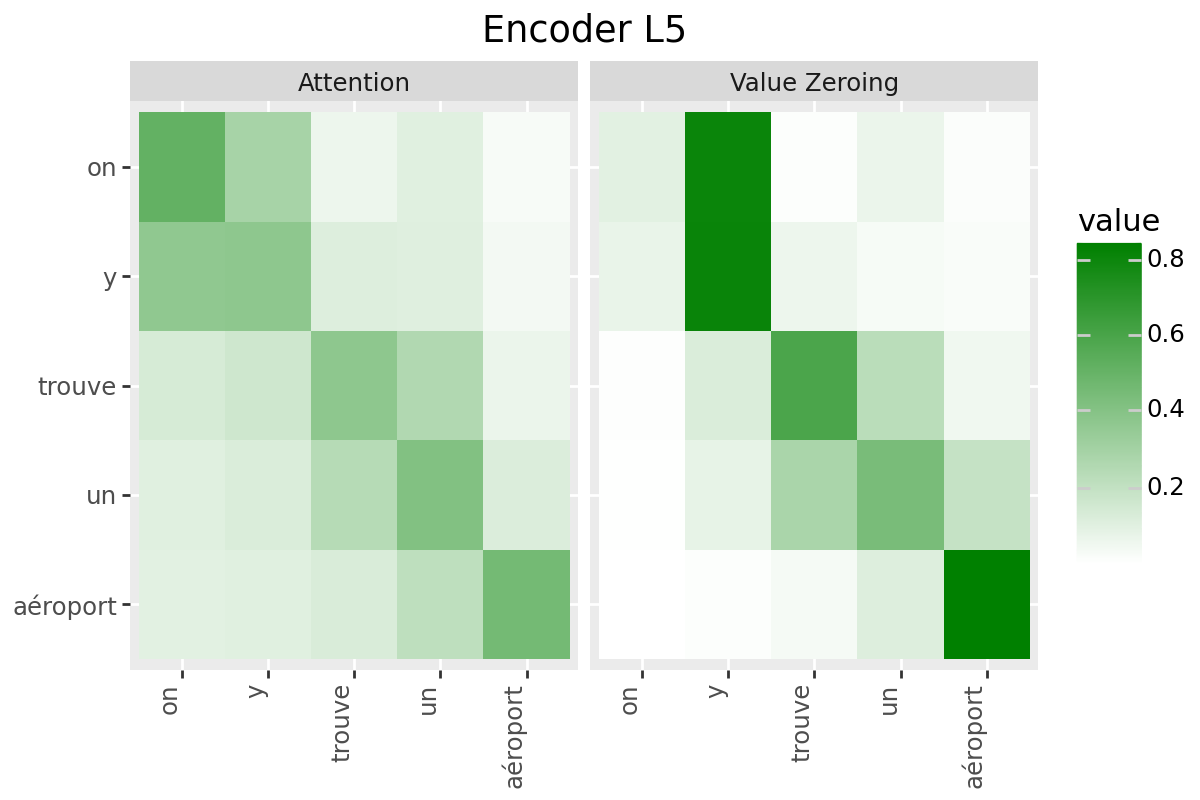 Encoder L5
Attention
Value Zeroing
on
y
trouve
un
aéroport
on
y
trouve
un
aéroport
on
y
trouve
un
aéroport
value
0.8
0.6
0.4
0.2